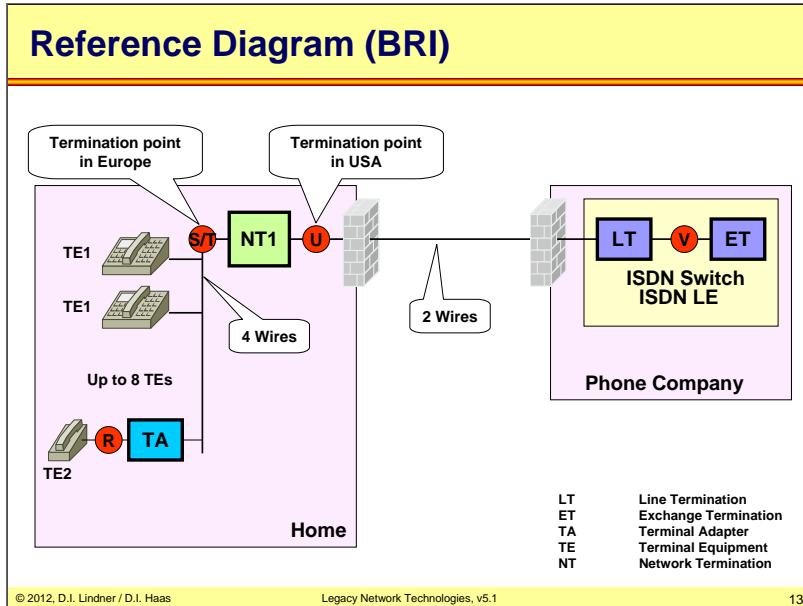 Reference Diagram (BRI)
Termination point
in Europe
Termination point
in USA
S/T
NT1
U
LT
V
ET
TE1
ISDN Switch
ISDN LE
TE1
4 Wires
2 Wires
Up to 8 TEs
Phone Company
R
TA
TE2
Home
LT Line Termination
ET Exchange Termination
TA Terminal Adapter
TE Terminal Equipment
NT Network Termination
© 2012, D.I. Lindner / D.I. Haas Legacy Network Technologies, v5.1 13